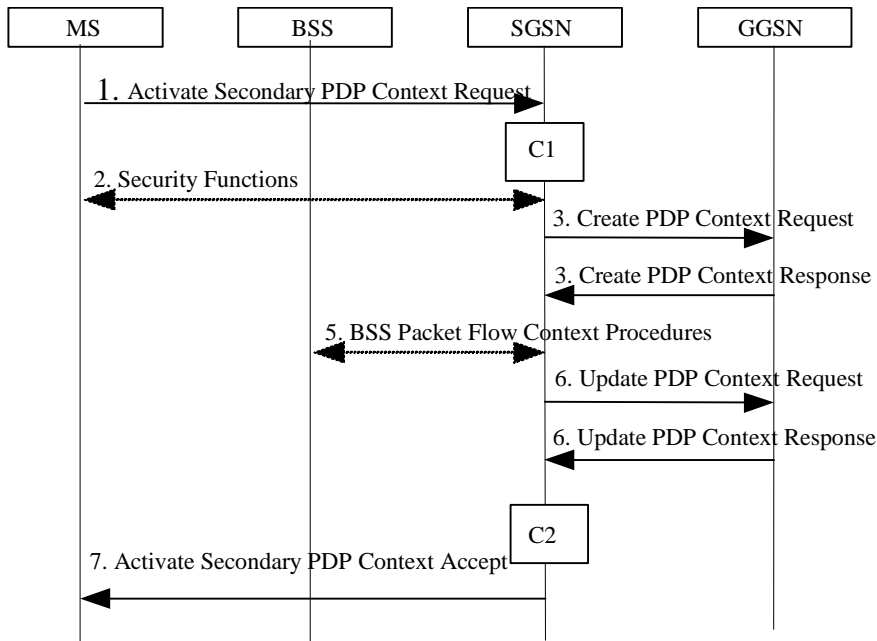 MS
BSS
SGSN
GGSN
1. Activate Secondary PDP Context Request
C1
2. Security Functions
3. Create PDP Context Request
3. Create PDP Context Response
5. BSS Packet Flow Context Procedures
6. Update PDP Context Request
6. Update PDP Context Response
C2
7. Activate Secondary PDP Context Accept